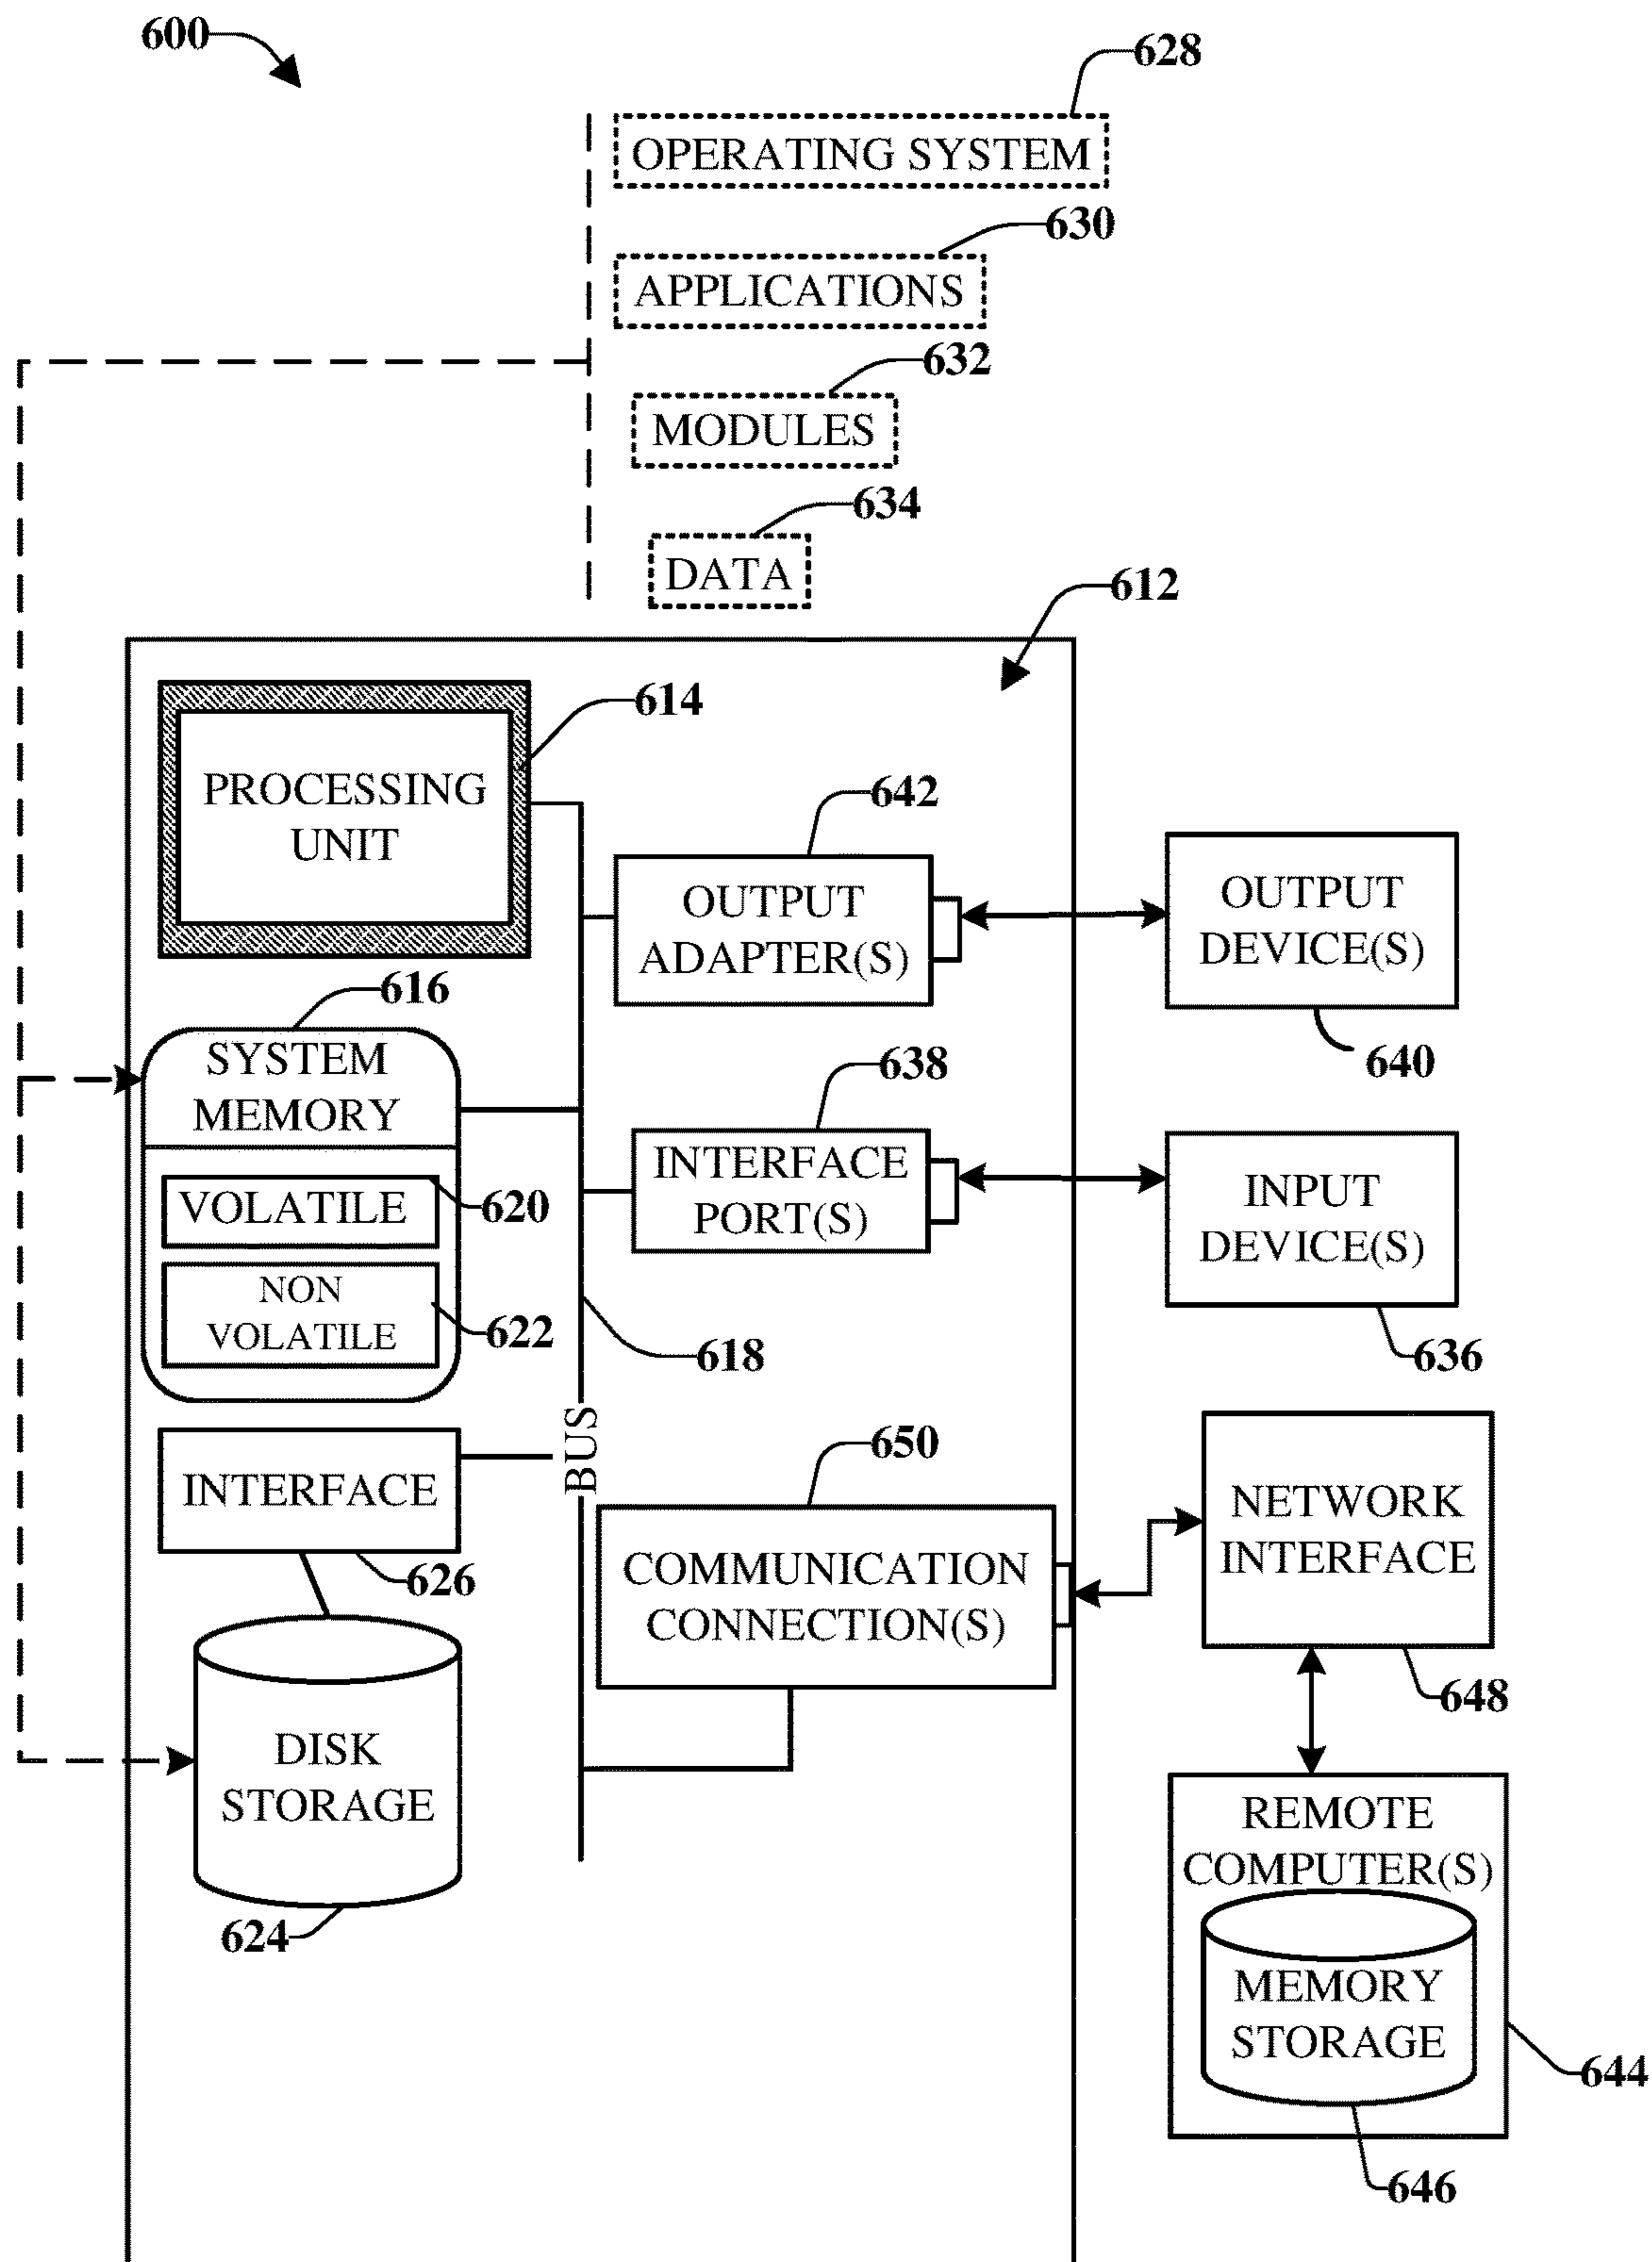 600
628
OPERATING SYSTEM
630
APPLICATIONS
632
MODULES
634
DATA
612
614
PROCESSING
UNIT
642
OUTPUT
ADAPTER(S)
OUTPUT
DEVICE(S)
640
616
SYSTEM
MEMORY
VOLATILE
620
NON
VOLATILE
622
638
INTERFACE
PORT(S)
INPUT
DEVICE(S)
636
618
BUS
INTERFACE
626
650
COMMUNICATION
CONNECTION(S)
NETWORK
INTERFACE
648
DISK
STORAGE
624
REMOTE
COMPUTER(S)
MEMORY
STORAGE
644
646